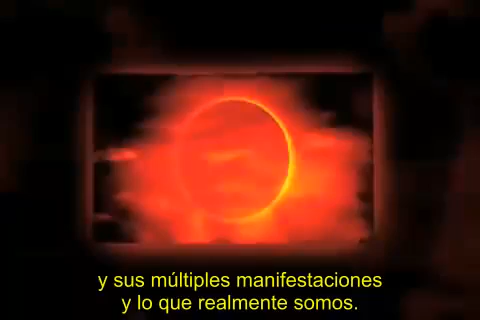 y sus múltiples manifestaciones
y lo que realmente somos.